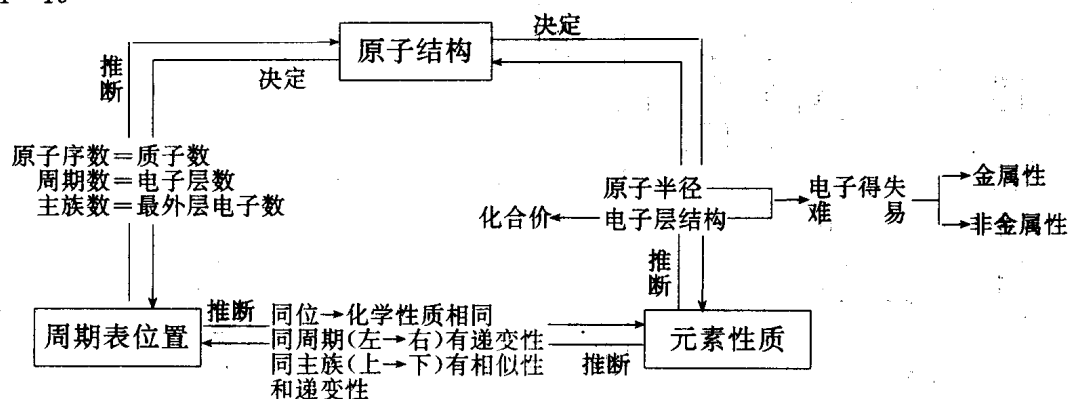 决定
原子结构
推断
决定
原子序数＝质子数
周期数＝电子层数
主族数＝最外层电子数
原子半径
化合价←电子层结构
电子得失
难 易
金属性
非金属性
推断
周期表位置
推断
同位→化学性质相同
同周期(左→右)有递变性
同主族(上→下)有相似性
和递变性
推断
元素性质